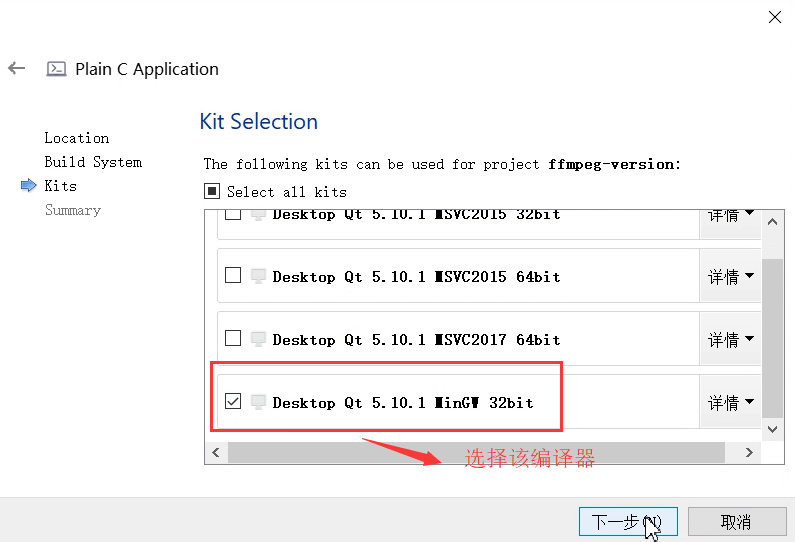 Plain C Application
Location
Build System
Kits
Summary
Kit Selection
The following kits can be used for project ffmpeg-version:
Select all kits
Desktop Qt 5.10.1 MSVC2015 32bit 详情
Desktop Qt 5.10.1 MSVC2015 64bit 详情
Desktop Qt 5.10.1 MSVC2017 64bit 详情
Desktop Qt 5.10.1 MinGW 32bit 详情
选择该编译器
下一步(N) 取消